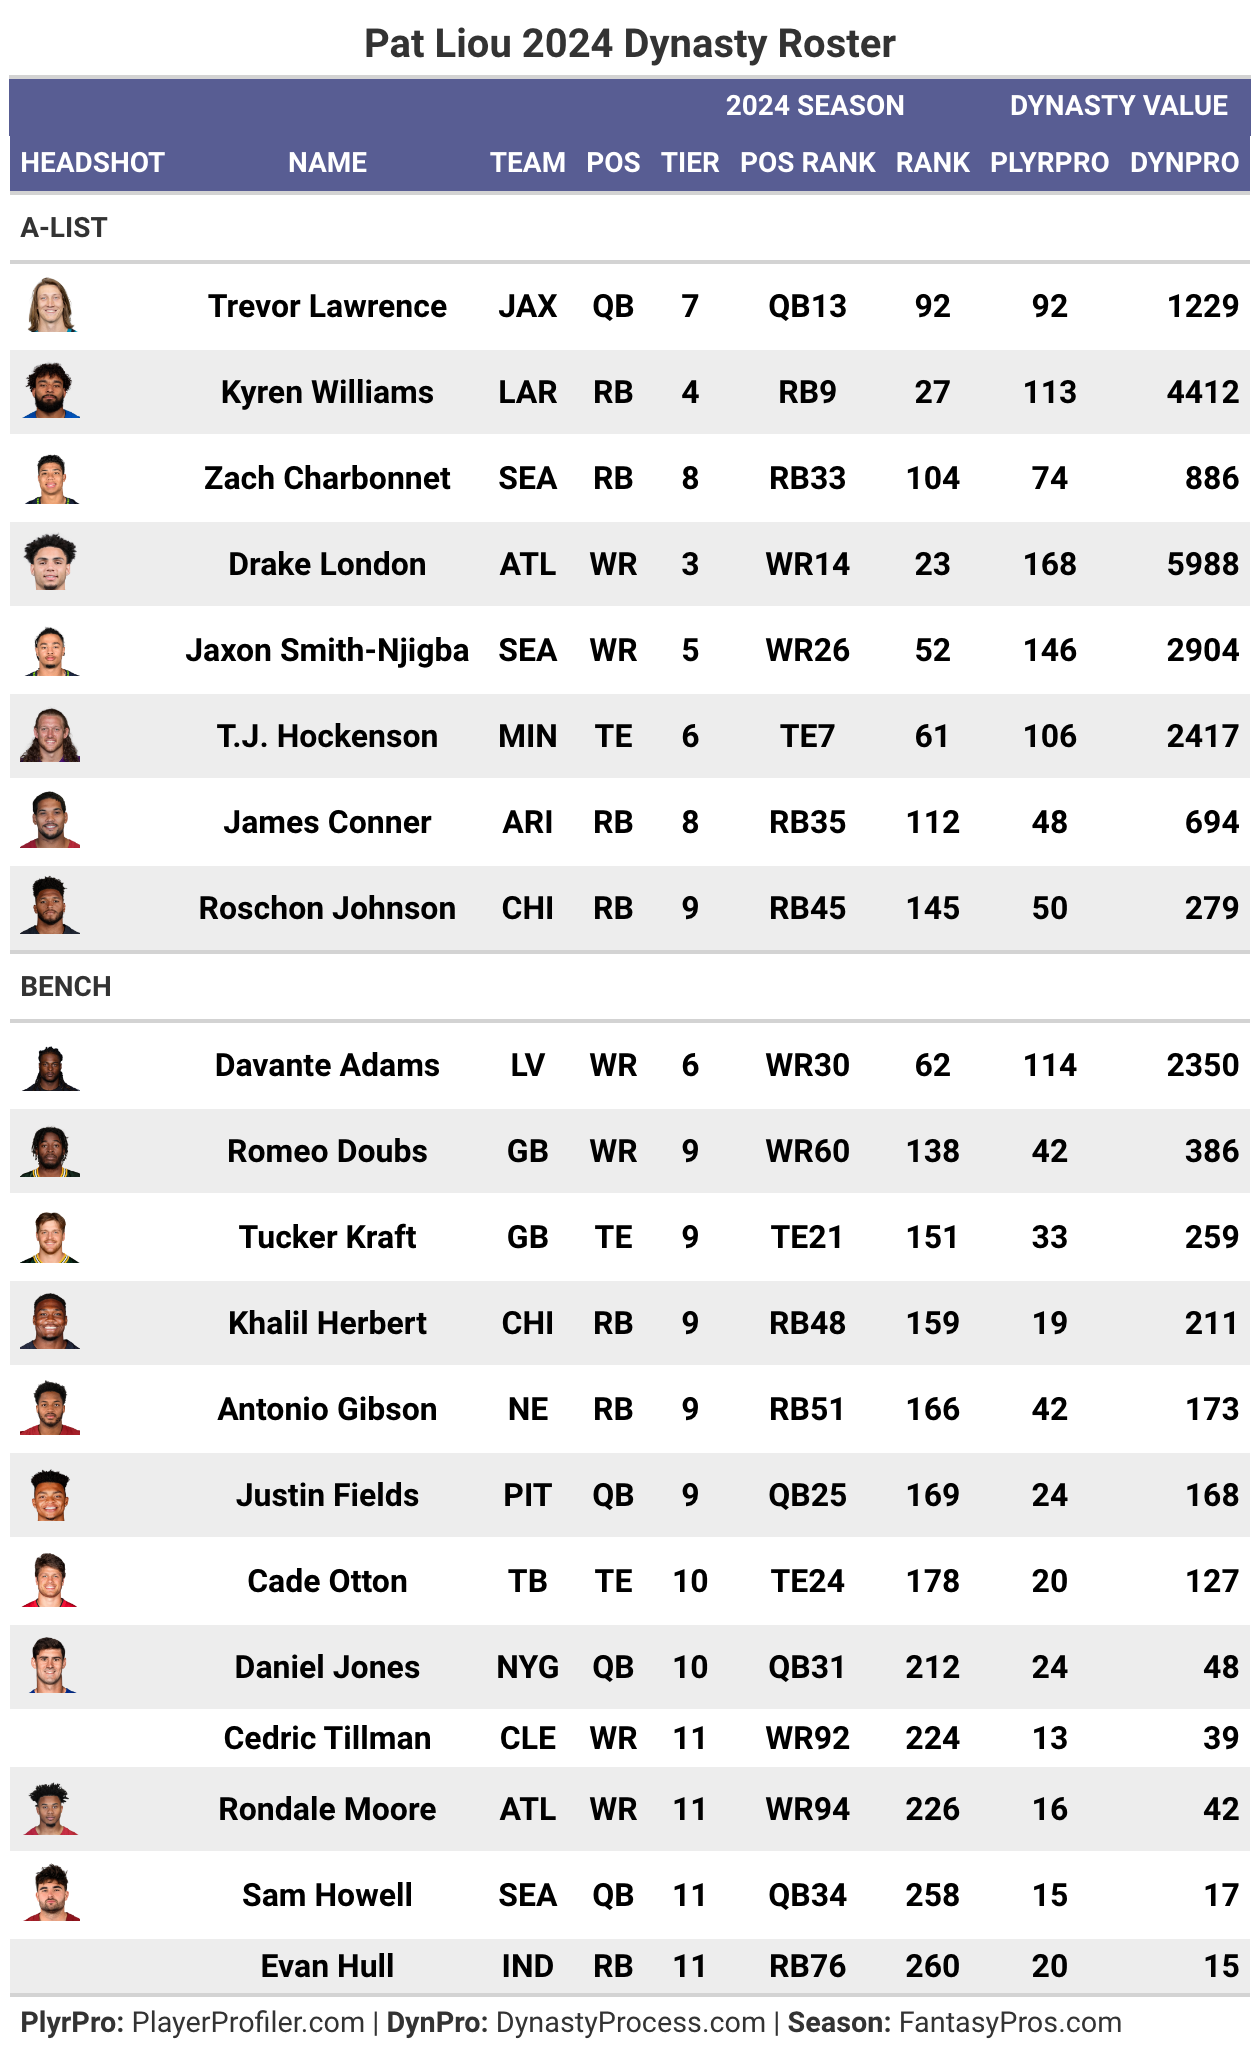 Pat Liou 2024 Dynasty Roster
2024 SEASON DYNASTY VALUE
HEADSHOT NAME TEAM POS TIER POS RANK RANK PLYRPRO DYNPRO
A-LIST
Trevor Lawrence JAX QB 7 QB13 92 92 1229
Kyren Williams LAR RB 4 RB9 27 113 4412
Zach Charbonnet SEA RB 8 RB33 104 74 886
Drake London ATL WR 3 WR14 23 168 5988
Jaxon Smith-Njigba SEA WR 5 WR26 52 146 2904
T.J. Hockenson MIN TE 6 TE7 61 106 2417
James Conner ARI RB 8 RB35 112 48 694
Roschon Johnson CHI RB 9 RB45 145 50 279
BENCH
Davante Adams LV WR 6 WR30 62 114 2350
Romeo Doubs GB WR 9 WR60 138 42 386
Tucker Kraft GB TE 9 TE21 151 33 259
Khalil Herbert CHI RB 9 RB48 159 19 211
Antonio Gibson NE RB 9 RB51 166 42 173
Justin Fields PIT QB 9 QB25 169 24 168
Cade Otton TB TE 10 TE24 178 20 127
Daniel Jones NYG QB 10 QB31 212 24 48
Cedric Tillman CLE WR 11 WR92 224 13 39
Rondale Moore ATL WR 11 WR94 226 16 42
Sam Howell SEA QB 11 QB34 258 15 17
Evan Hull IND RB 11 RB76 260 20 15
PlyrPro: PlayerProfiler.com | DynPro: DynastyProcess.com | Season: FantasyPros.com